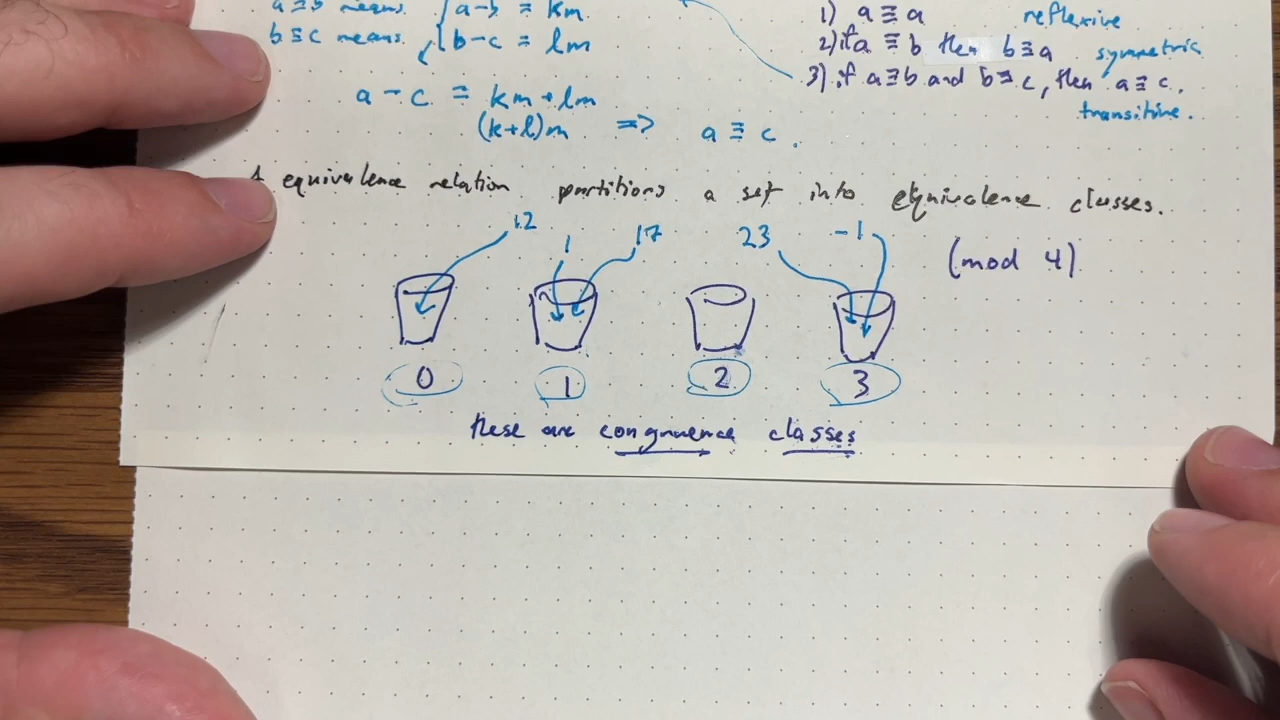 a ≡ b means. a-b = km
b ≡ c means. b-c = lm
a - c = km + lm
(k+l)m => a ≡ c.
1) a ≡ a reflexive
2) if a ≡ b then b ≡ a symmetric
3) if a ≡ b and b ≡ c, then a ≡ c.
transitive.
equivalence relation partitions a set into equivalence classes.
12 1 17 23 -1
(mod 4)
0 1 2 3
these are congruence classes